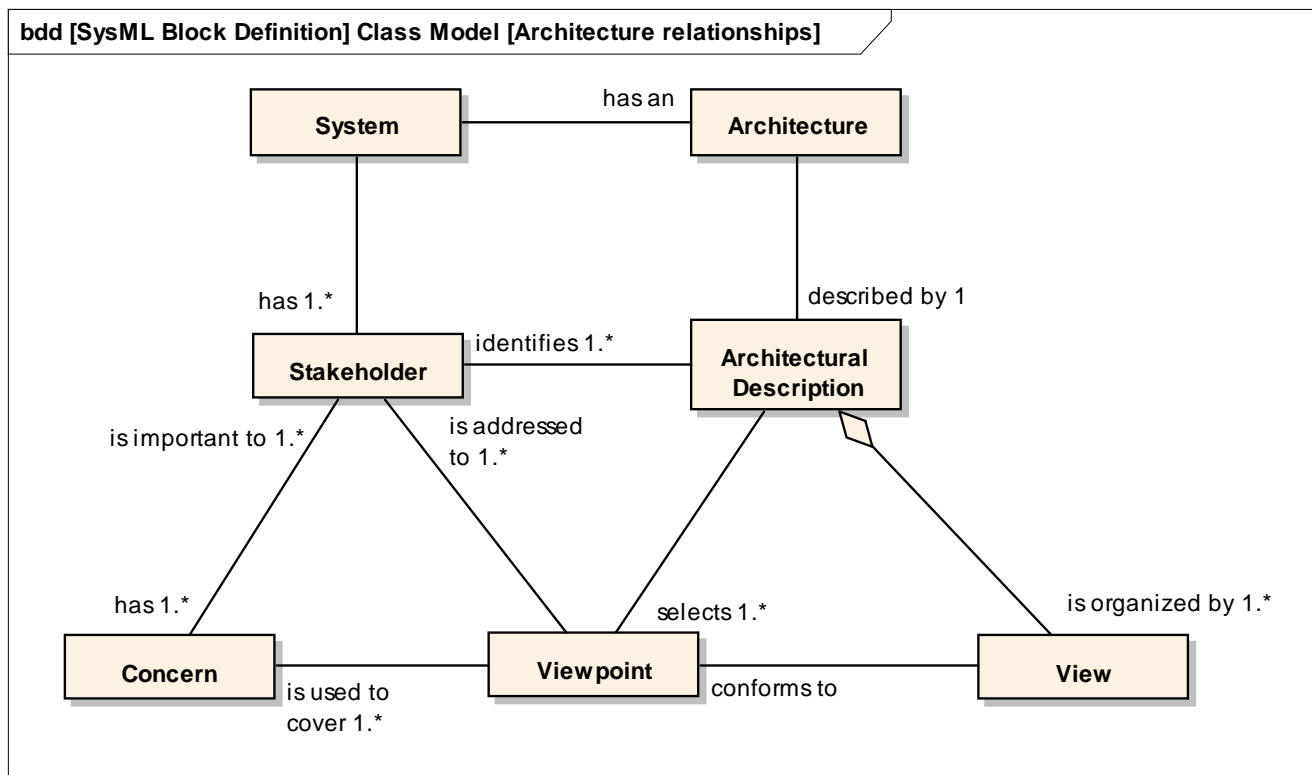 bdd [SysML Block Definition] Class Model [Architecture relationships]
has an
System
Architecture
has 1.*
described by 1
identifies 1.*
Stakeholder
Architectural
Description
is important to 1.*
is addressed
to 1.*
has 1.*
selects 1.*
is organized by 1.*
Concern
Viewpoint
View
is used to
cover 1.*
conforms to